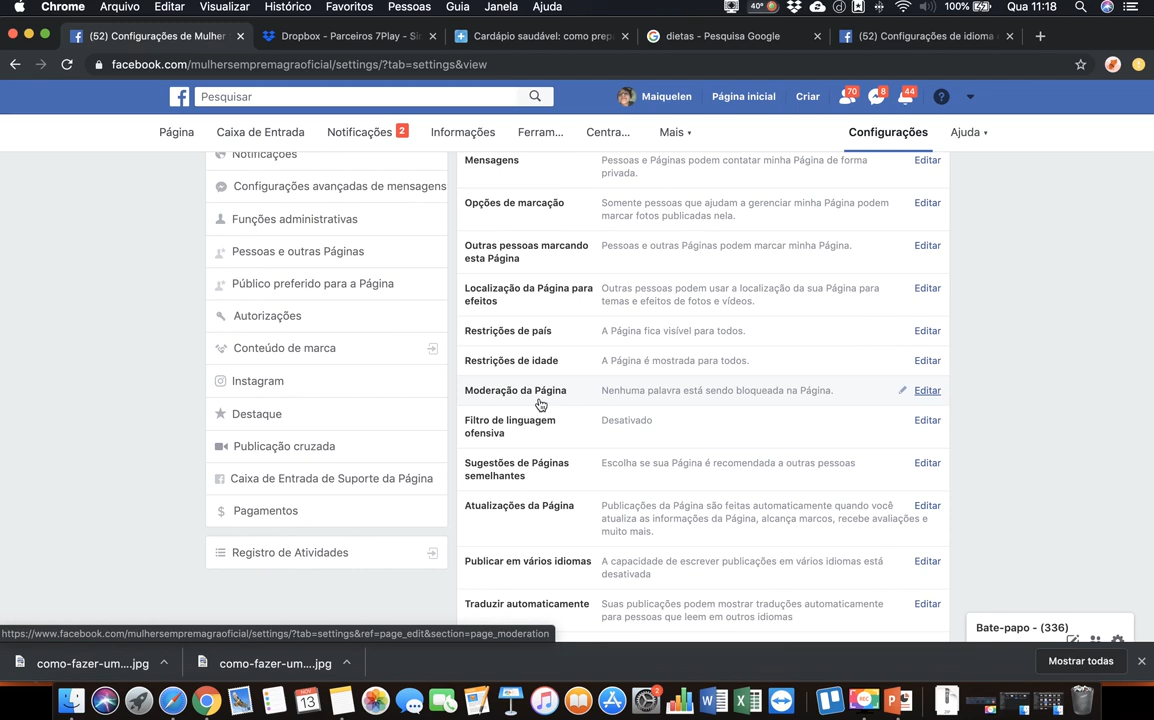 Chrome Arquivo Editar Visualizar Histórico Favoritos Pessoas Guia Janela Ajuda 40° 100% Qua 11:18
(52) Configurações de Mulher Dropbox - Parceiros 7Play - Si Cardápio saudável: como prep dietas - Pesquisa Google (52) Configurações de idioma
facebook.com/mulhersempremagraoficial/settings/?tab=settings&view
Pesquisar Maiquelen Página inicial Criar 70 8 44
Página Caixa de Entrada Notificações 2 Informações Ferram... Centra... Mais Configurações Ajuda
Notificações
Configurações avançadas de mensagens
Funções administrativas
Pessoas e outras Páginas
Público preferido para a Página
Autorizações
Conteúdo de marca
Instagram
Destaque
Publicação cruzada
Caixa de Entrada de Suporte da Página
Pagamentos
Registro de Atividades
Mensagens Pessoas e Páginas podem contatar minha Página de forma Editar
privada.
Opções de marcação Somente pessoas que ajudam a gerenciar minha Página podem Editar
marcar fotos publicadas nela.
Outras pessoas marcando Pessoas e outras Páginas podem marcar minha Página. Editar
esta Página
Localização da Página para Outras pessoas podem usar a localização da sua Página para Editar
efeitos temas e efeitos de fotos e vídeos.
Restrições de país A Página fica visível para todos. Editar
Restrições de idade A Página é mostrada para todos. Editar
Moderação da Página Nenhuma palavra está sendo bloqueada na Página. Editar
Filtro de linguagem Desativado Editar
ofensiva
Sugestões de Páginas Escolha se sua Página é recomendada a outras pessoas Editar
semelhantes
Atualizações da Página Publicações da Página são feitas automaticamente quando você Editar
atualiza as informações da Página, alcança marcos, recebe avaliações e
muito mais.
Publicar em vários idiomas A capacidade de escrever publicações em vários idiomas está Editar
desativada
Traduzir automaticamente Suas publicações podem mostrar traduções automaticamente Editar
para pessoas que leem em outros idiomas
Bate-papo - (336)
https://www.facebook.com/mulhersempremagraoficial/settings/?tab=settings&ref=page_edit&section=page_moderation
como-fazer-um....jpg como-fazer-um....jpg Mostrar todas
NOV
13
2